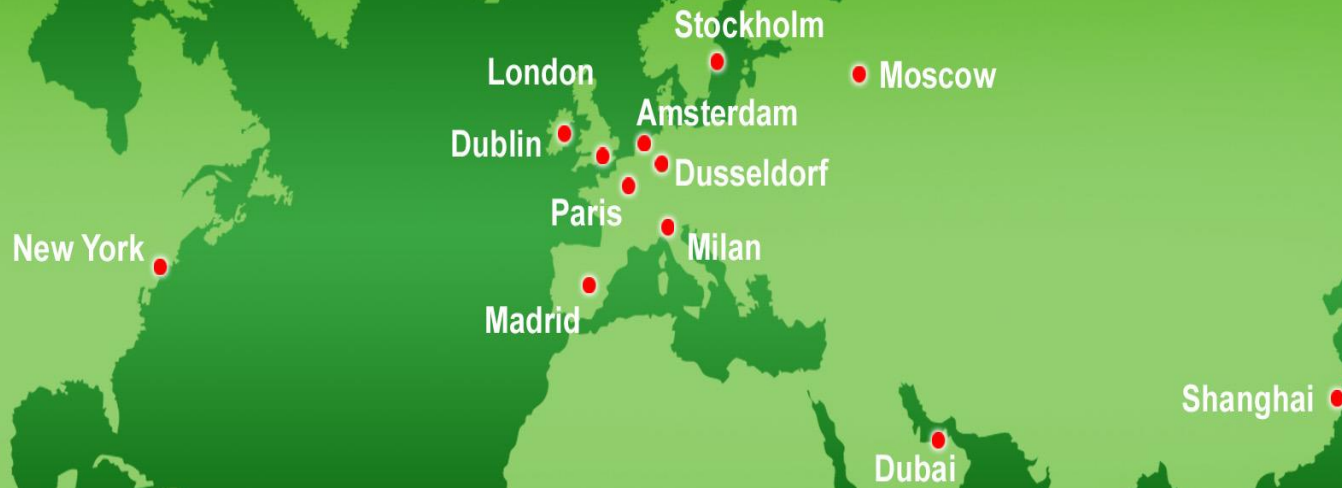 Stockholm
London
Moscow
Amsterdam
Dublin
Dusseldorf
Paris
New York
Milan
Madrid
Shanghai
Dubai